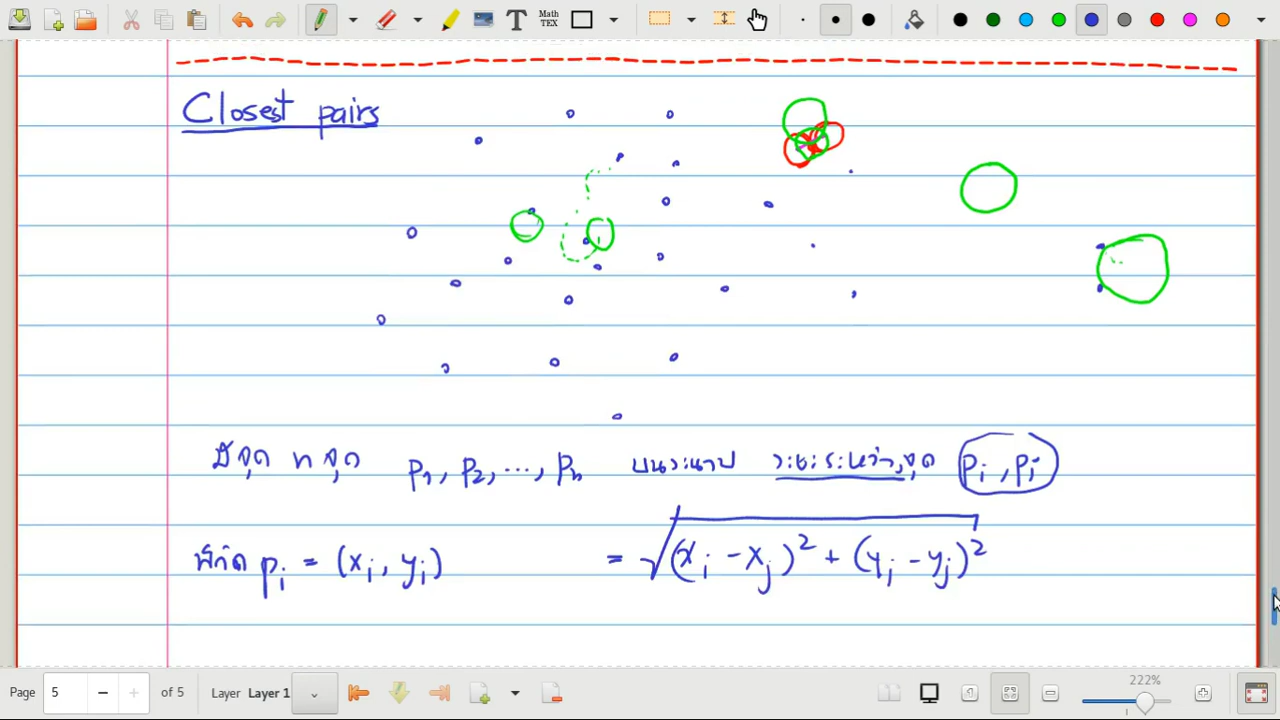 Math
TEX
Closest pairs
มีจุด n จุด p1, p2, ..., pn บนระนาบ ระยะระหว่างจุด pi, pj
พิกัด pi = (xi, yi) = √(xi - xj)² + (yi - yj)²
Page 5 of 5 Layer Layer 1 222%